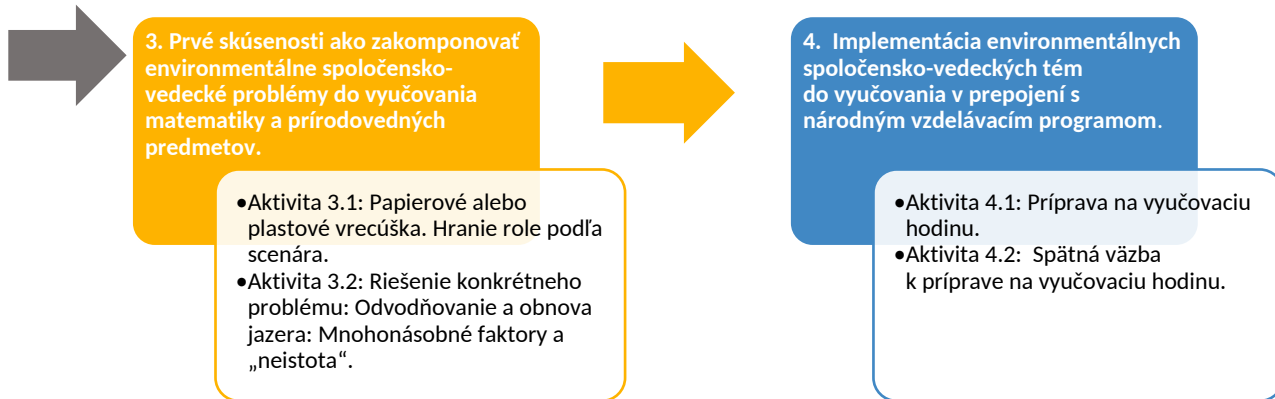 3. Prvé skúsenosti ako zakomponovať
environmentálne spoločensko-
vedecké problémy do vyučovania
matematiky a prírodovedných
predmetov.
•Aktivita 3.1: Papierové alebo
plastové vrecúška. Hranie role podľa
scenára.
•Aktivita 3.2: Riešenie konkrétneho
problému: Odvodňovanie a obnova
jazera: Mnohonásobné faktory a
„neistota“.
4.  Implementácia environmentálnych
spoločensko-vedeckých tém
do vyučovania v prepojení s
národným vzdelávacím programom.
•Aktivita 4.1: Príprava na vyučovaciu
hodinu.
•Aktivita 4.2:  Spätná väzba
k príprave na vyučovaciu hodinu.